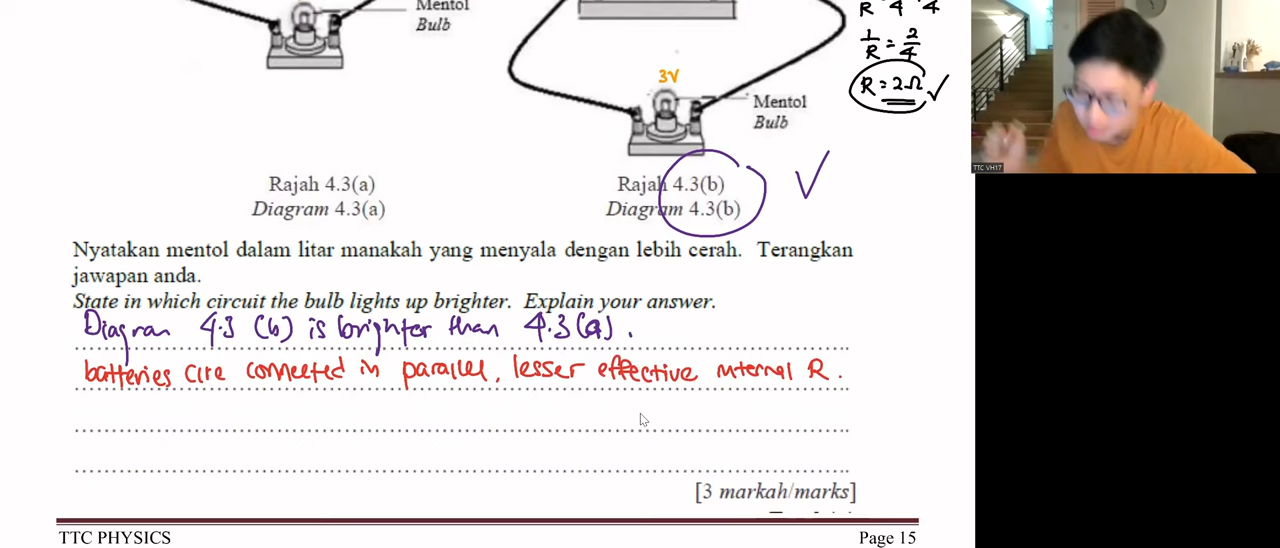 Mentol
Bulb
1/R = 2/4
R = 2Ω ✓
3V
Mentol
Bulb
TTC VH17
Rajah 4.3(a)
Diagram 4.3(a)
Rajah 4.3(b)
Diagram 4.3(b)
Nyatakan mentol dalam litar manakah yang menyala dengan lebih cerah. Terangkan
jawapan anda.
State in which circuit the bulb lights up brighter. Explain your answer.
Diagram 4.3 (b) is brighter than 4.3(a).
batteries are connected in parallel, lesser effective internal R.
[3 markah/marks]
TTC PHYSICS
Page 15